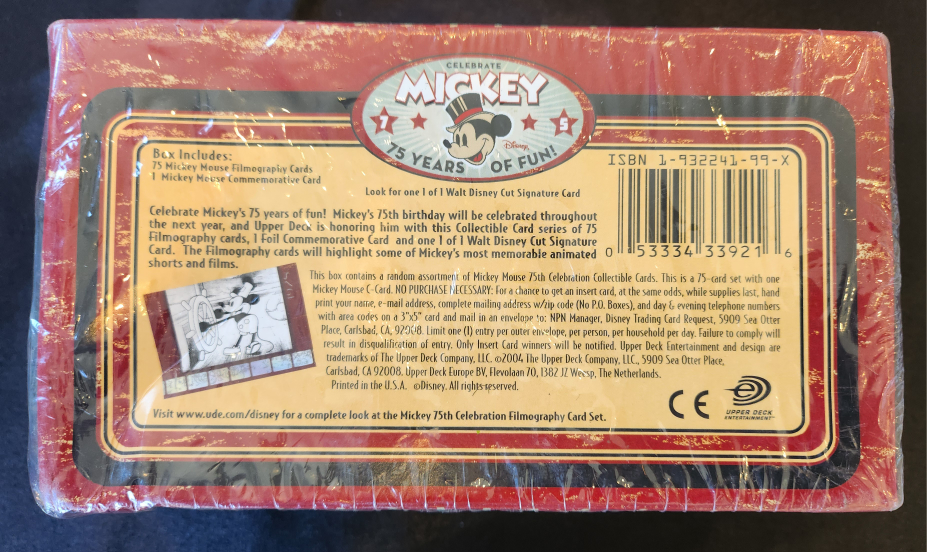 CELEBRATE
MICKEY
7 5
Disney
75 YEARS OF FUN!
Box Includes:
75 Mickey Mouse Filmography Cards
1 Mickey Mouse Commemorative Card
ISBN 1-932241-99-X
Look for one 1 of 1 Walt Disney Cut Signature Card
Celebrate Mickey's 75 years of fun! Mickey's 75th birthday will be celebrated throughout
the next year, and Upper Deck is honoring him with this Collectible Card series of 75
Filmography cards, 1 Foil Commemorative Card and one 1 of 1 Walt Disney Cut Signature
Card. The Filmography cards will highlight some of Mickey's most memorable animated
shorts and films.
0 53334 33921 6
This box contains a random assortment of Mickey Mouse 75th Celebration Collectible Cards. This is a 75-card set with one
Mickey Mouse C-Card. NO PURCHASE NECESSARY: For a chance to get an insert card, at the same odds, while supplies last, hand
print your name, e-mail address, complete mailing address w/zip code (No P.O. Boxes), and day & evening telephone numbers
with area codes on a 3"x5" card and mail in an envelope to: NPN Manager, Disney Trading Card Request, 5909 Sea Otter
Place, Carlsbad, CA, 92008. Limit one (1) entry per outer envelope, per person, per household per day. Failure to comply will
result in disqualification of entry. Only Insert Card winners will be notified. Upper Deck Entertainment and design are
trademarks of The Upper Deck Company, LLC. ©2004 The Upper Deck Company, LLC., 5909 Sea Otter Place,
Carlsbad, CA 92008. Upper Deck Europe BV, Flevolaan 70, 1382 JZ Weesp, The Netherlands.
Printed in the U.S.A. ©Disney. All rights reserved.
CE
UPPER DECK
ENTERTAINMENT
Visit www.ude.com/disney for a complete look at the Mickey 75th Celebration Filmography Card Set.